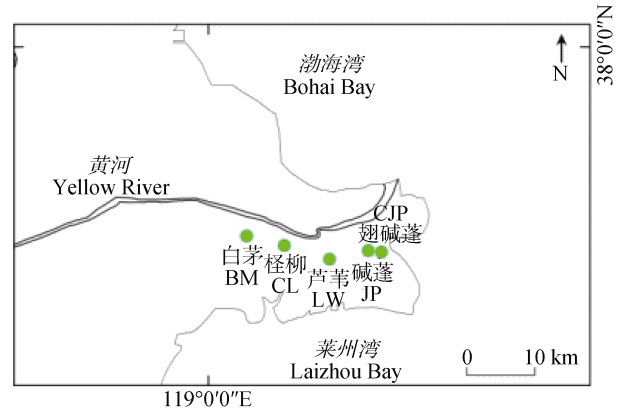 渤海湾
Bohai Bay
N
38°0′0″N
黄河
Yellow River
CJP
翅碱蓬
白茅
BM
柽柳
CL
芦苇
LW
碱蓬
JP
莱州湾
Laizhou Bay
0 10 km
119°0′0″E